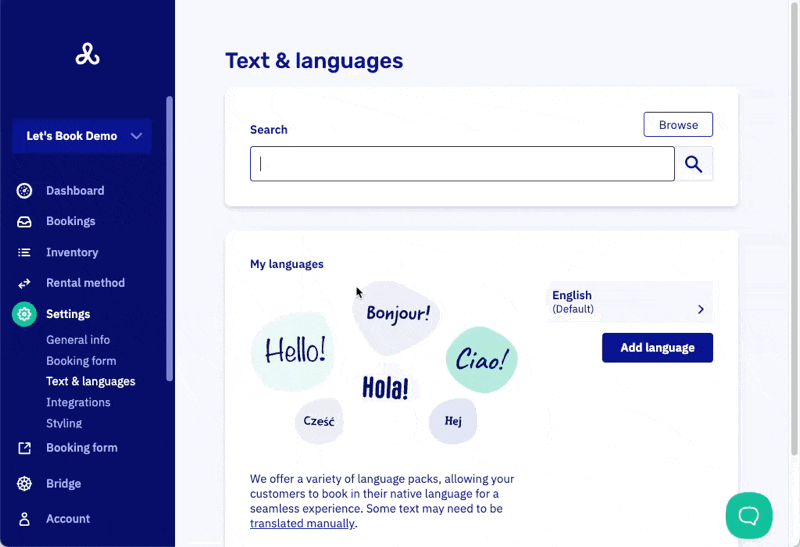 Let's Book Demo
Dashboard
Bookings
Inventory
Rental method
Settings
General info
Booking form
Text & languages
Integrations
Styling
Booking form
Bridge
Account
Text & languages
Search
Browse
My languages
Hello!
Bonjour!
Ciao!
Hola!
Cześć
Hej
English
(Default)
Add language
We offer a variety of language packs, allowing your
customers to book in their native language for a
seamless experience. Some text may need to be
translated manually.